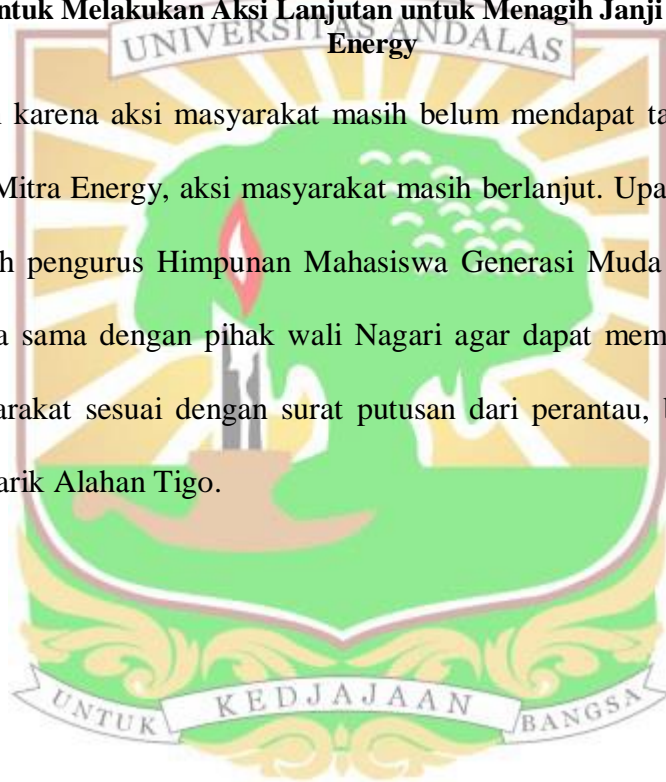 ntuk Melakukan Aksi Lanjutan untuk Menagih Janji
UNIVERSITAS ANDALAS
Energy
karena aksi masyarakat masih belum mendapat ta
Mitra Energy, aksi masyarakat masih berlanjut. Upa
h pengurus Himpunan Mahasiswa Generasi Muda
a sama dengan pihak wali Nagari agar dapat mem
arakat sesuai dengan surat putusan dari perantau, b
arik Alahan Tigo.
UNTUK KEDJAJAAN BANGSA